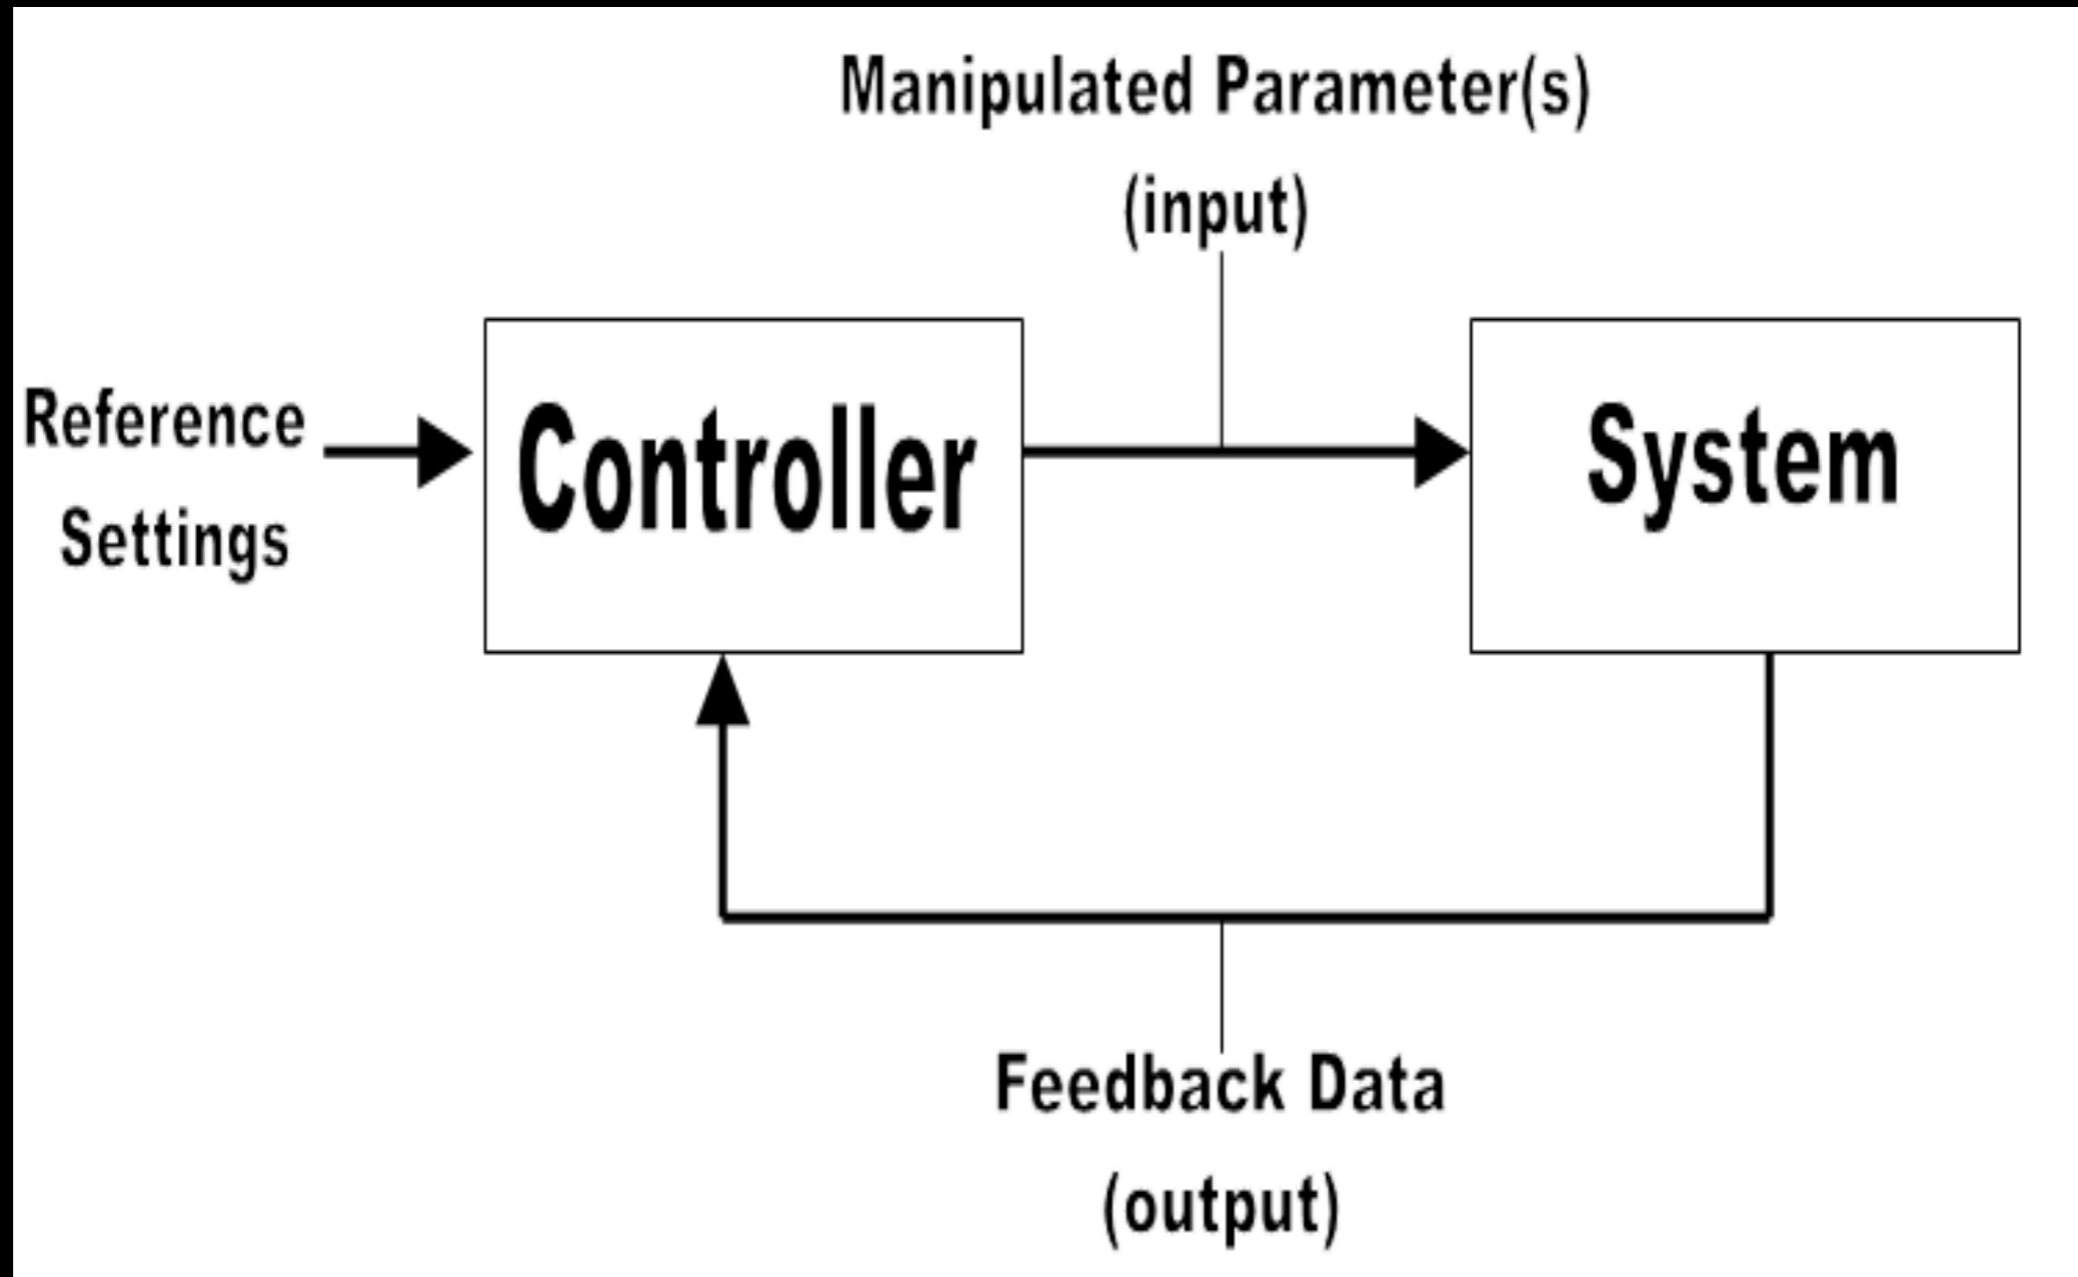 Manipulated Parameter(s)
(input)
Reference
Settings
Controller
System
Feedback Data
(output)